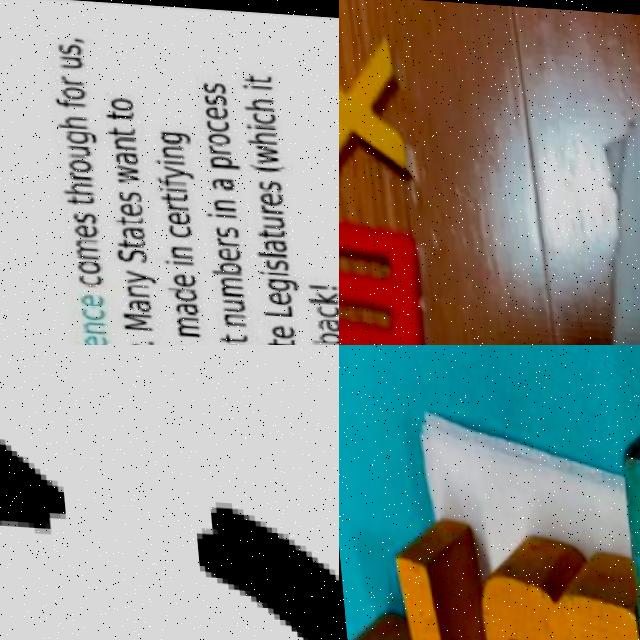 ence comes through for us,
. Many States want to
made in certifying
t numbers in a process
te Legislatures (which it
back!